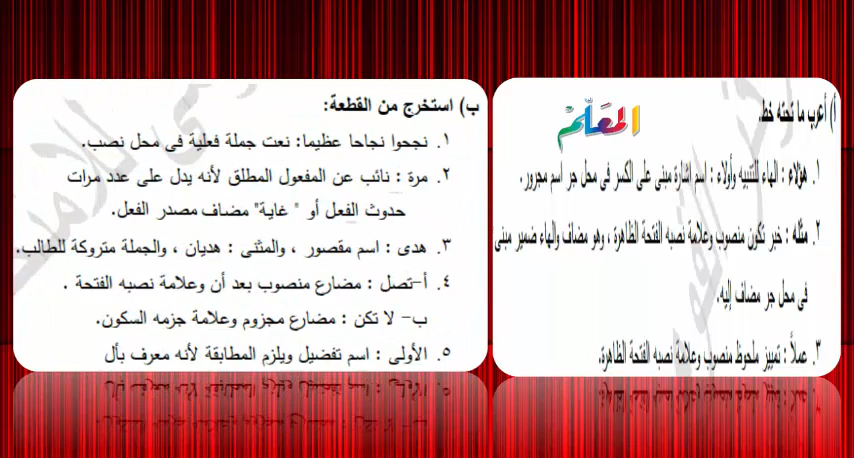 أ) أعرب ما تحته خط.
المعلم
١. هؤلاء : الهاء للتنبيه وأولاء : اسم إشارة مبنى على الكسر فى محل جر اسم مجرور.
٢. مثله : خبر تكون منصوب وعلامة نصبه الفتحة الظاهرة ، وهو مضاف والهاء ضمير مبنى
فى محل جر مضاف إليه.
٣. عملاً : تمييز ملحوظ منصوب وعلامة نصبه الفتحة الظاهرة.
ب) استخرج من القطعة:
١. نجحوا نجاحا عظيما: نعت جملة فعلية فى محل نصب.
٢. مرة : نائب عن المفعول المطلق لأنه يدل على عدد مرات
حدوث الفعل أو " غاية" مضاف مصدر الفعل.
٣. هدى : اسم مقصور ، والمثنى : هديان ، والجملة متروكة للطالب.
٤. أ-تصل : مضارع منصوب بعد أن وعلامة نصبه الفتحة .
ب- لا تكن : مضارع مجزوم وعلامة جزمه السكون.
٥. الأولى : اسم تفضيل ويلزم المطابقة لأنه معرف بأل